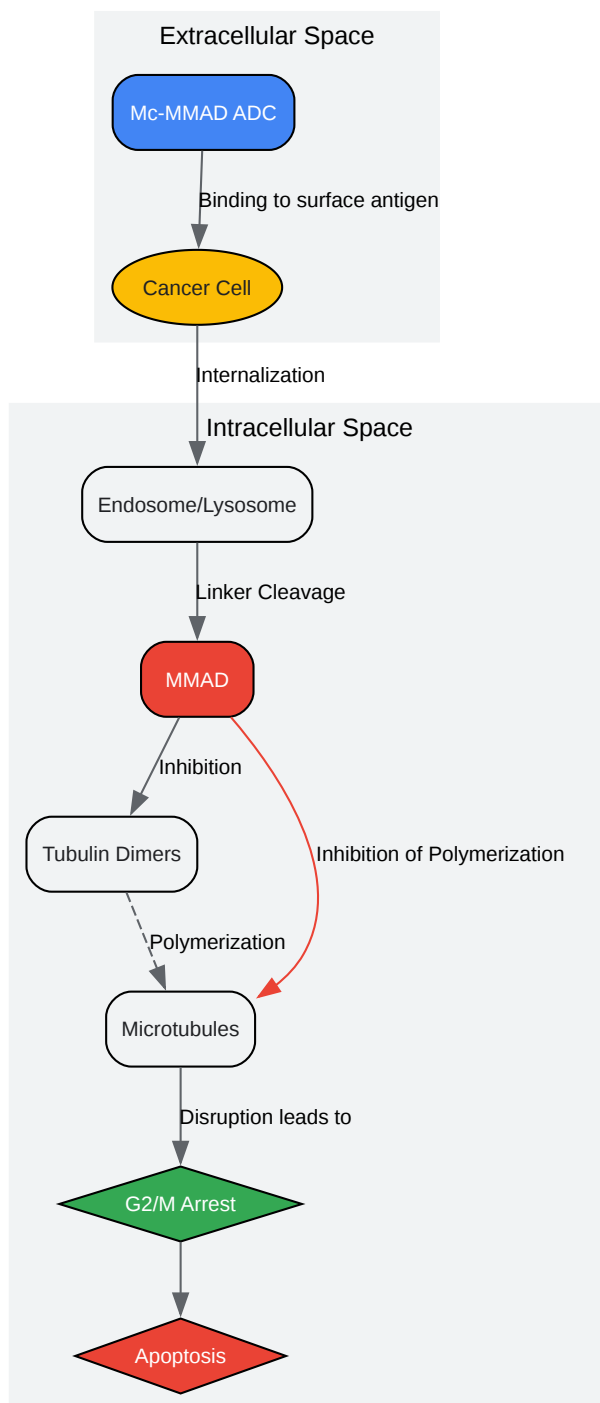 Extracellular Space
Mc-MMAD ADC
Binding to surface antigen
Cancer Cell
Internalization
Intracellular Space
Endosome/Lysosome
Linker Cleavage
MMAD
Inhibition
Tubulin Dimers
Inhibition of Polymerization
Polymerization
Microtubules
Disruption leads to
G2/M Arrest
Apoptosis